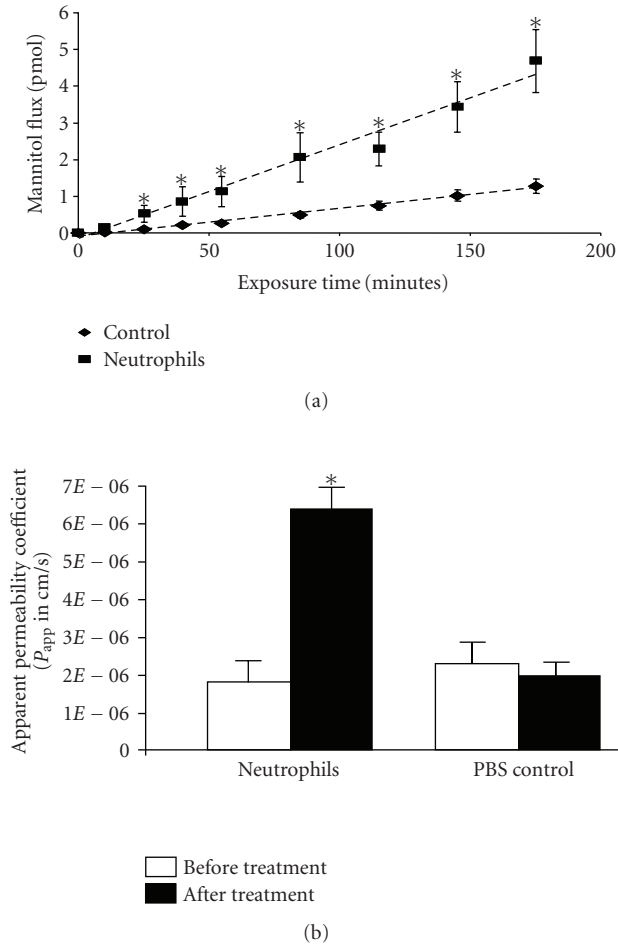 6
5
4
3
2
1
0
Mannitol flux (pmol)
* * * * * * *
0 50 100 150 200
Exposure time (minutes)
Control
Neutrophils
(a)
Apparent permeability coefficient
(Papp in cm/s)
7E − 06
6E − 06
5E − 06
4E − 06
3E − 06
2E − 06
1E − 06
0
*
Neutrophils PBS control
Before treatment
After treatment
(b)